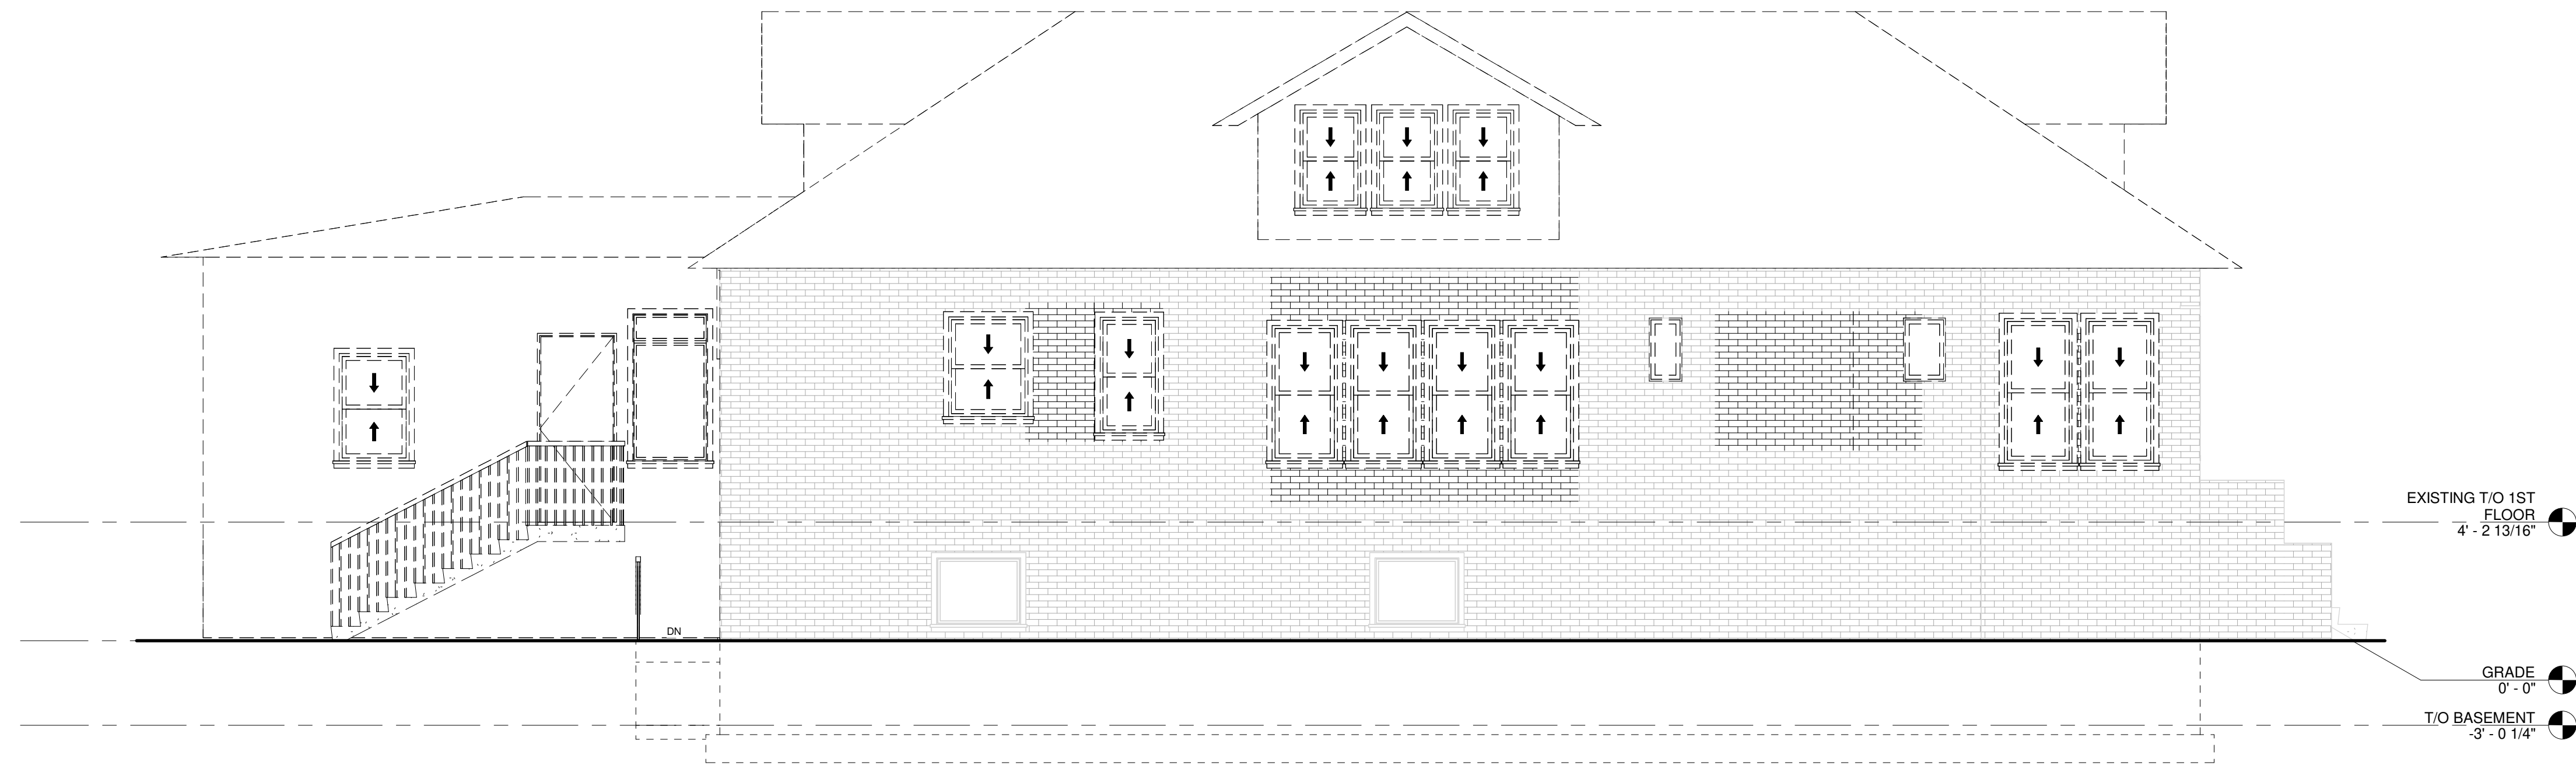 EXISTING T/O 1ST
FLOOR
4' - 2 13/16"
DN
GRADE
0' - 0"
T/O BASEMENT
-3' - 0 1/4"